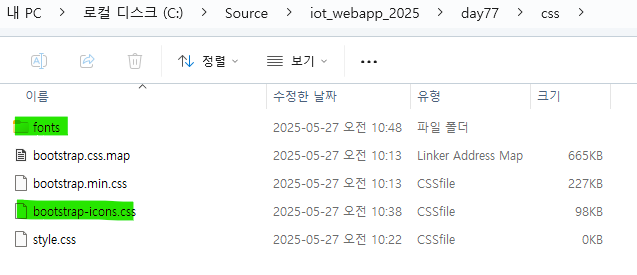 내 PC > 로컬 디스크 (C:) > Source > iot_webapp_2025 > day77 > css >
정렬 보기 ...
이름 수정한 날짜 유형 크기
fonts 2025-05-27 오전 10:48 파일 폴더
bootstrap.css.map 2025-05-27 오전 10:13 Linker Address Map 665KB
bootstrap.min.css 2025-05-27 오전 10:13 CSSfile 227KB
bootstrap-icons.css 2025-05-27 오전 10:38 CSSfile 98KB
style.css 2025-05-27 오전 10:22 CSSfile 0KB